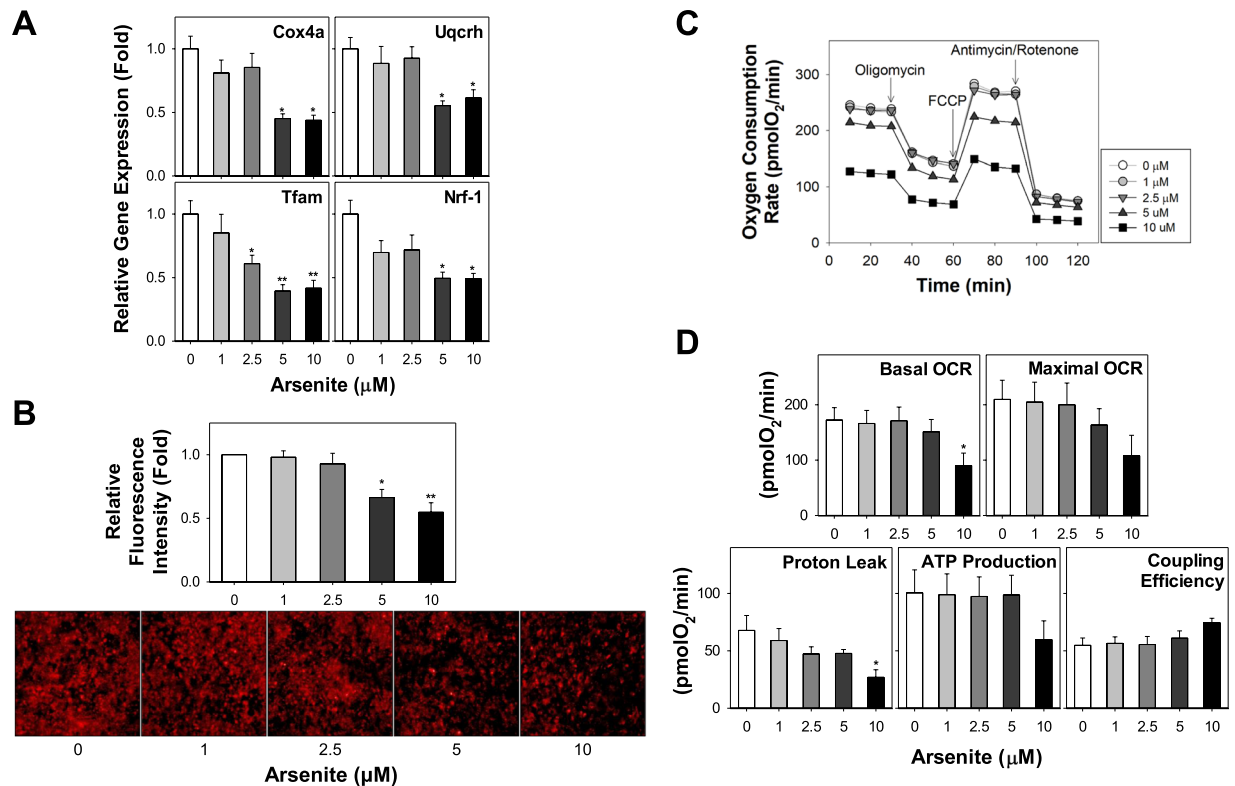 A
Relative Gene Expression (Fold)
Cox4a
Uqcrh
1.0
0.5
0.0
*
*
*
*
Tfam
Nrf-1
1.0
0.5
0.0
*
**
**
*
*
0 1 2.5 5 10
0 1 2.5 5 10
Arsenite (μM)
B
Relative
Fluorescence
Intensity (Fold)
1.0
0.5
0.0
*
**
0 1 2.5 5 10
0 1 2.5 5 10
Arsenite (μM)
C
Oxygen Consumption
Rate (pmolO2/min)
300
200
100
0
Oligomycin
FCCP
Antimycin/Rotenone
0 20 40 60 80 100 120
Time (min)
0 μM
1 μM
2.5 μM
5 uM
10 uM
D
(pmolO2/min)
Basal OCR
Maximal OCR
200
100
0
*
0 1 2.5 5 10
0 1 2.5 5 10
(pmolO2/min)
Proton Leak
ATP Production
Coupling
Efficiency
100
50
0
*
0 1 2.5 5 10
0 1 2.5 5 10
0 1 2.5 5 10
Arsenite (μM)